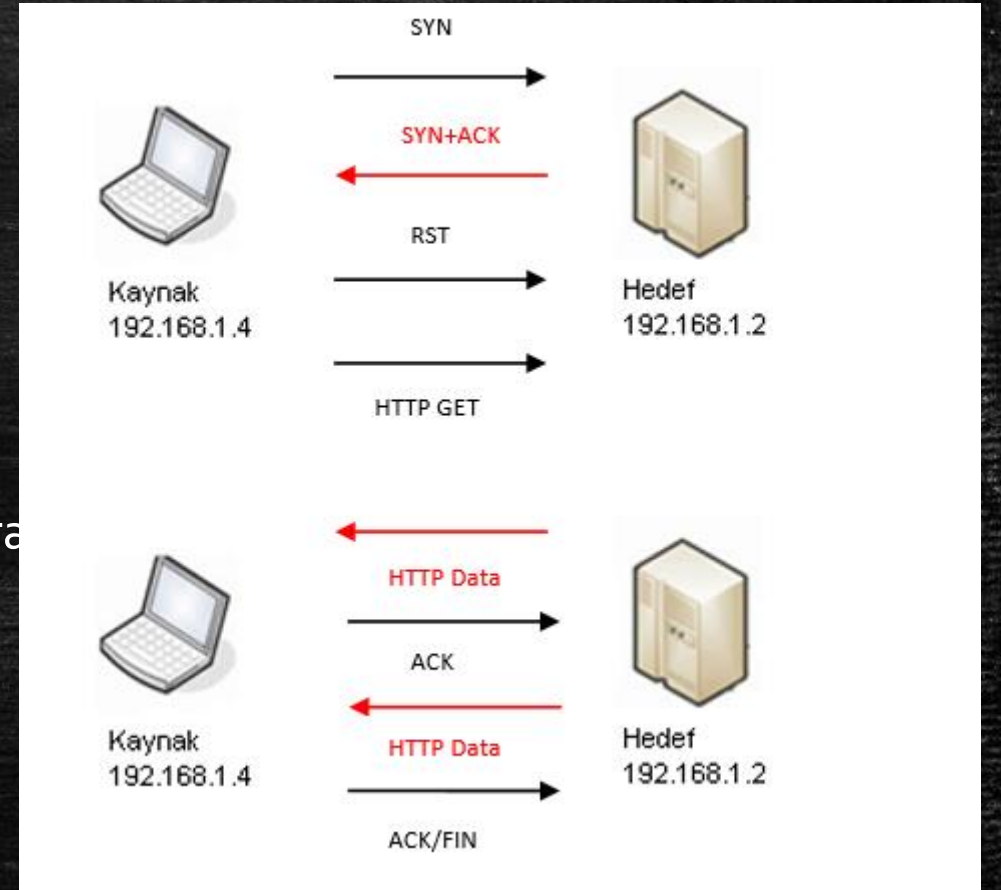 SYN
SYN+ACK
RST
Kaynak
192.168.1.4
Hedef
192.168.1.2
HTTP GET
HTTP Data
ACK
HTTP Data
Kaynak
192.168.1.4
Hedef
192.168.1.2
ACK/FIN